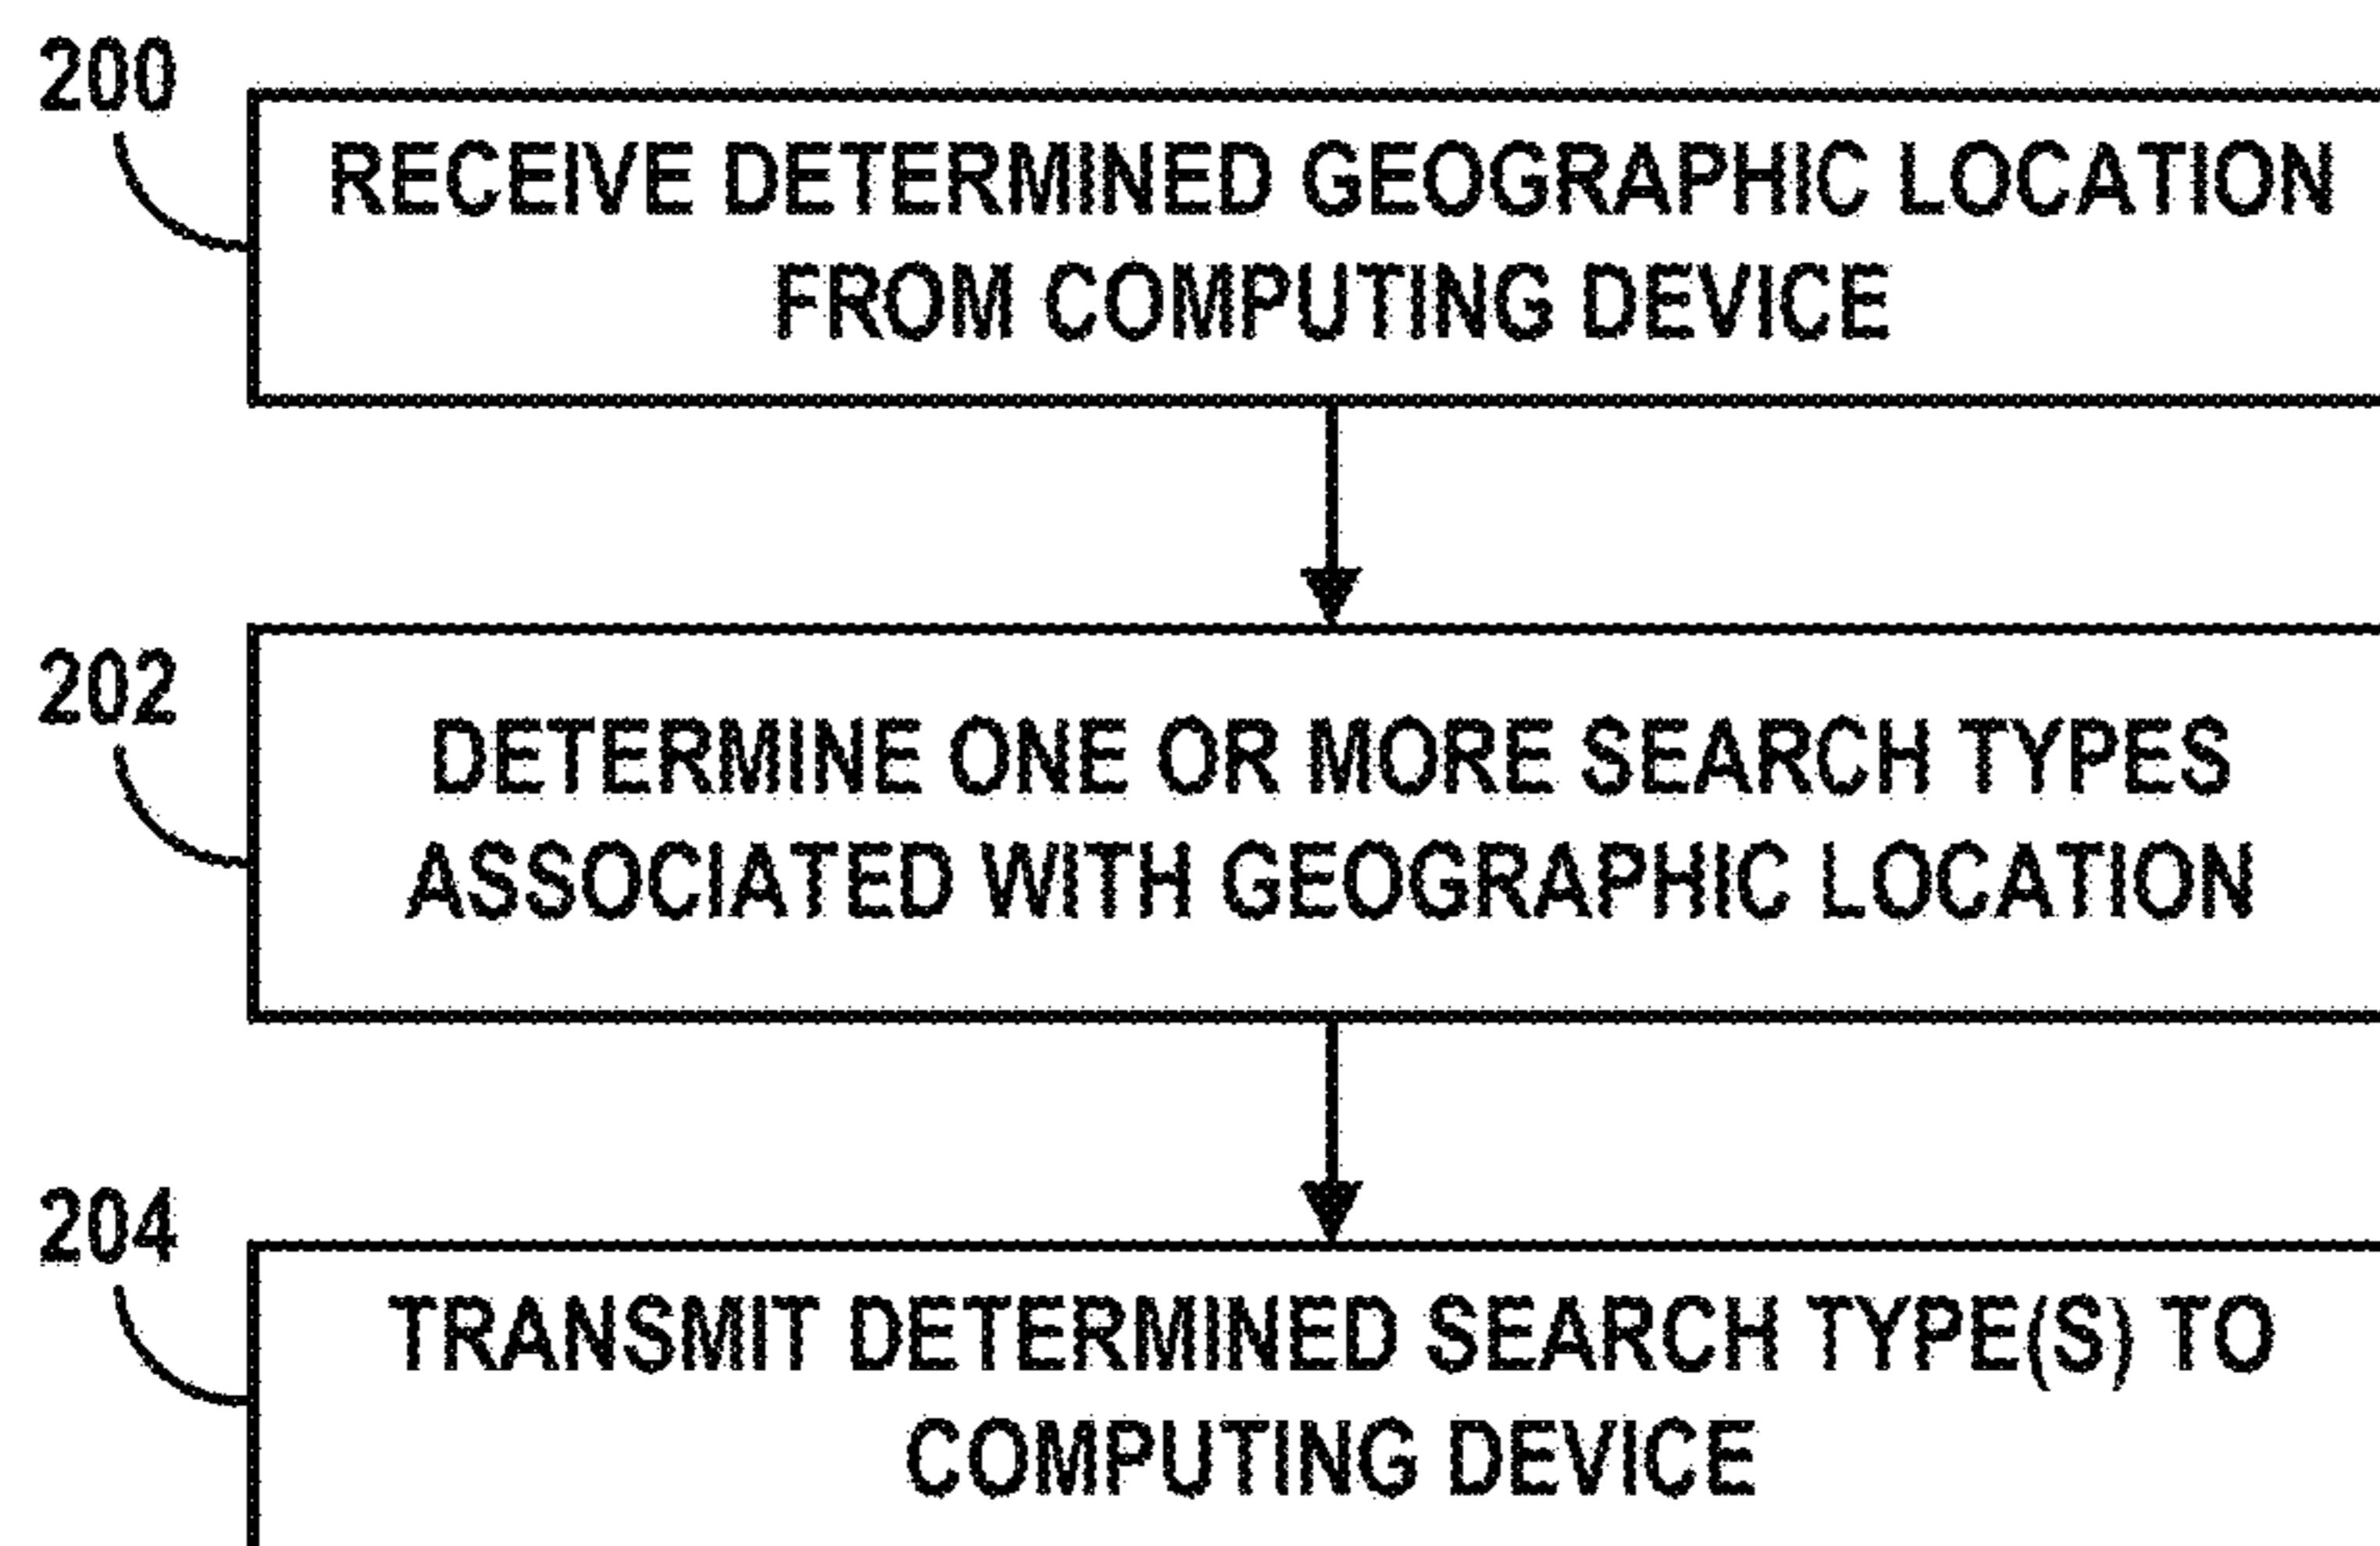 200
RECEIVE DETERMINED GEOGRAPHIC LOCATION
FROM COMPUTING DEVICE
202
DETERMINE ONE OR MORE SEARCH TYPES
ASSOCIATED WITH GEOGRAPHIC LOCATION
204
TRANSMIT DETERMINED SEARCH TYPE(S) TO
COMPUTING DEVICE